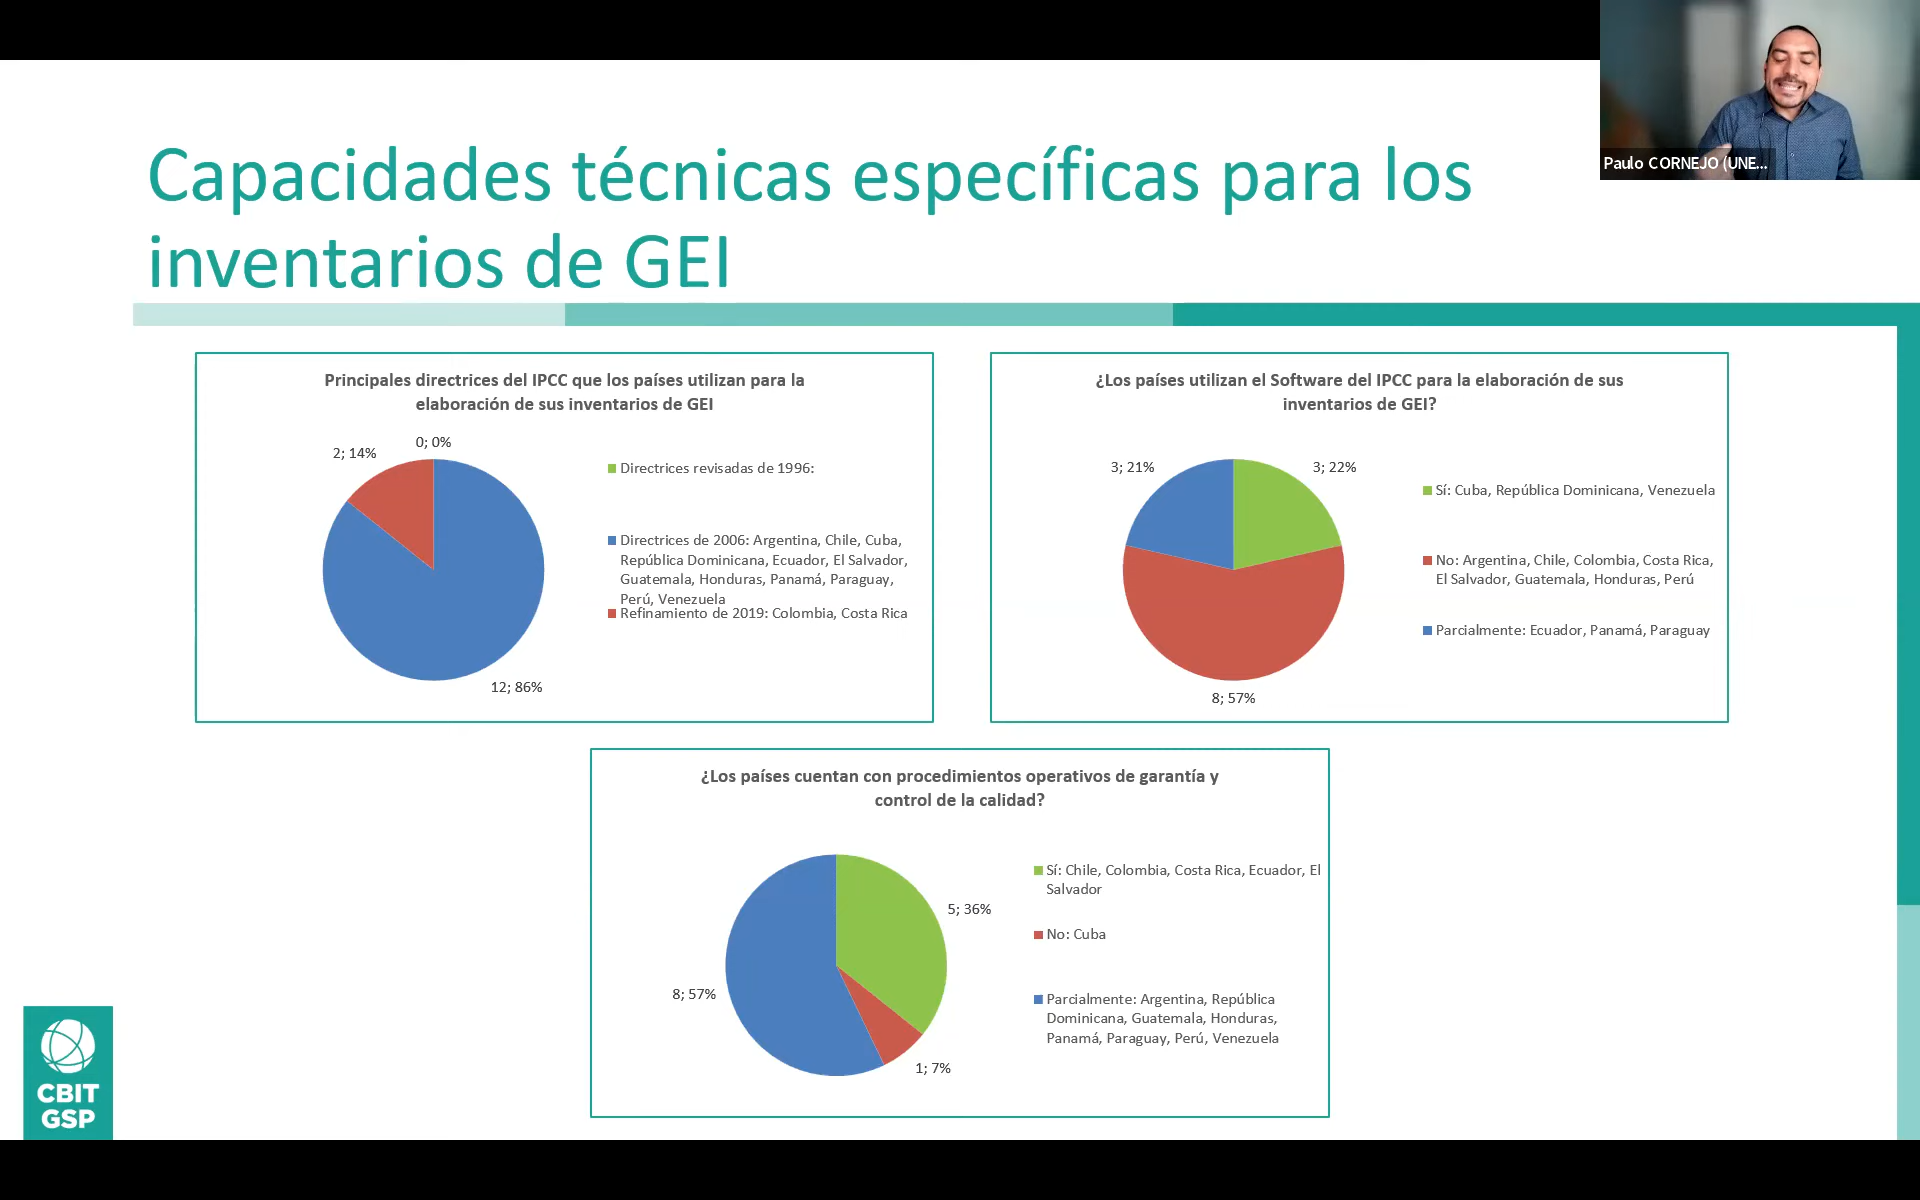 Paulo CORNEJO (UNE...
Capacidades técnicas específicas para los
inventarios de GEI
Principales directrices del IPCC que los países utilizan para la
elaboración de sus inventarios de GEI
0; 0%
2; 14%
12; 86%
Directrices revisadas de 1996:
Directrices de 2006: Argentina, Chile, Cuba,
República Dominicana, Ecuador, El Salvador,
Guatemala, Honduras, Panamá, Paraguay,
Perú, Venezuela
Refinamiento de 2019: Colombia, Costa Rica
¿Los países utilizan el Software del IPCC para la elaboración de sus
inventarios de GEI?
3; 21%
3; 22%
8; 57%
Sí: Cuba, República Dominicana, Venezuela
No: Argentina, Chile, Colombia, Costa Rica,
El Salvador, Guatemala, Honduras, Perú
Parcialmente: Ecuador, Panamá, Paraguay
¿Los países cuentan con procedimientos operativos de garantía y
control de la calidad?
5; 36%
8; 57%
1; 7%
Sí: Chile, Colombia, Costa Rica, Ecuador, El
Salvador
No: Cuba
Parcialmente: Argentina, República
Dominicana, Guatemala, Honduras,
Panamá, Paraguay, Perú, Venezuela
CBIT
GSP